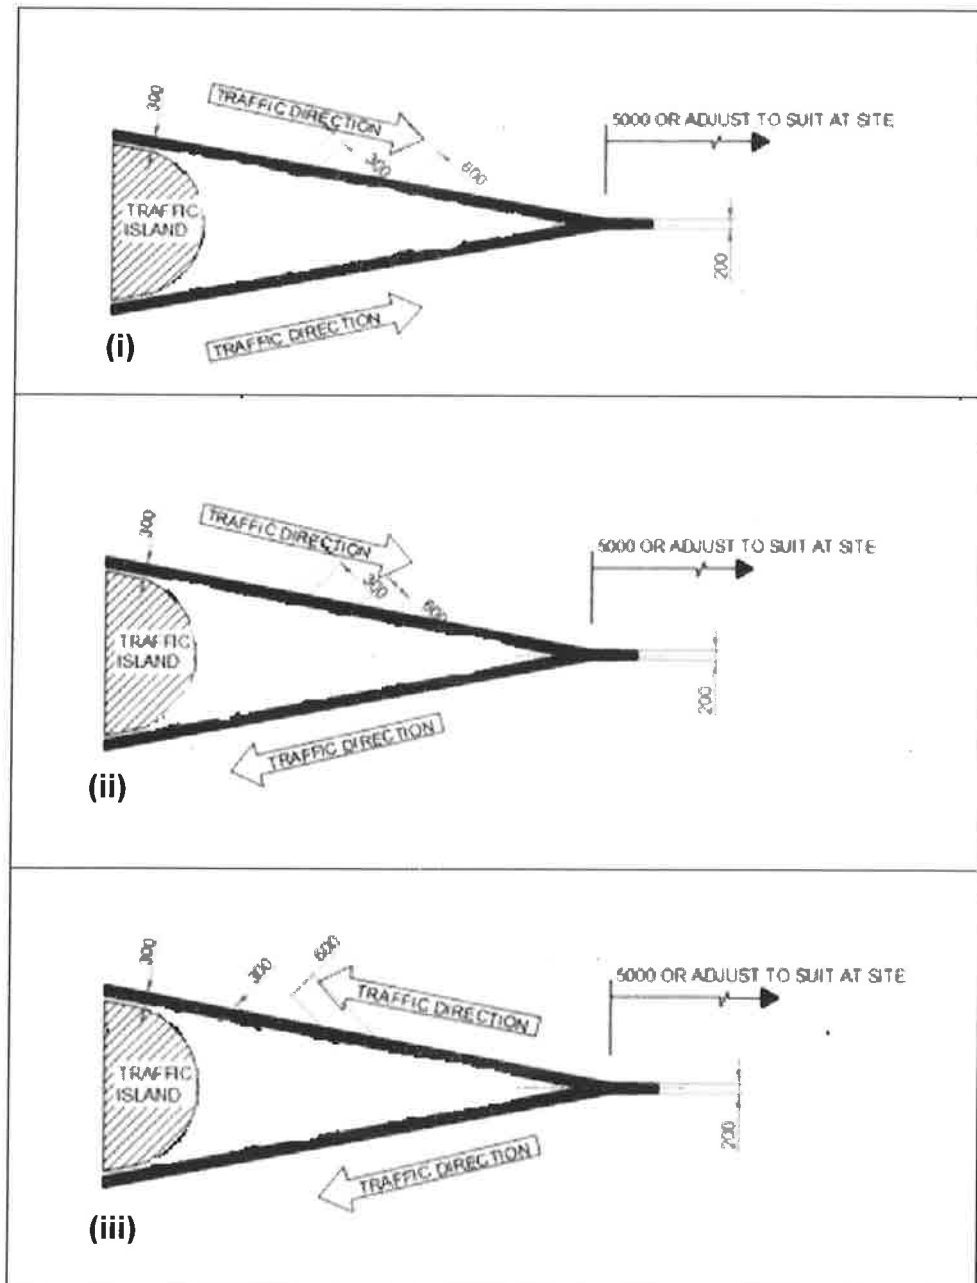 300
TRAFFIC DIRECTION
300
600
5000 OR ADJUST TO SUIT AT SITE
TRAFFIC
ISLAND
200
TRAFFIC DIRECTION
(i)
300
TRAFFIC DIRECTION
300
600
5000 OR ADJUST TO SUIT AT SITE
TRAFFIC
ISLAND
200
TRAFFIC DIRECTION
(ii)
300
300
600
TRAFFIC DIRECTION
5000 OR ADJUST TO SUIT AT SITE
TRAFFIC
ISLAND
200
TRAFFIC DIRECTION
(iii)